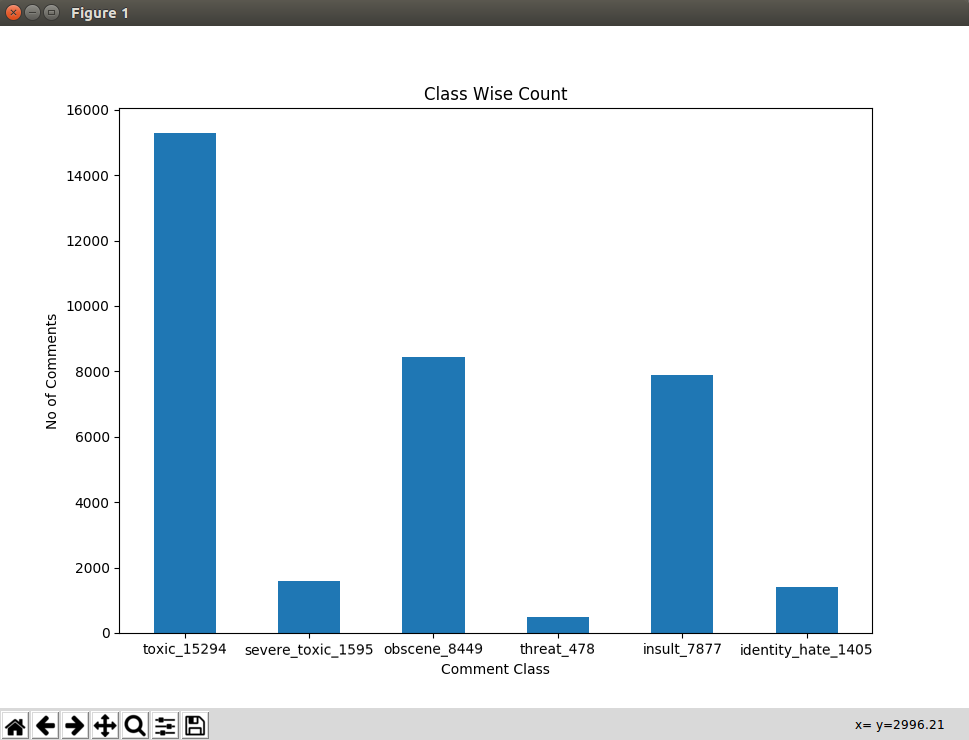 Figure 1
Class Wise Count
16000
14000
12000
10000
8000
6000
4000
2000
0
No of Comments
toxic_15294 severe_toxic_1595 obscene_8449 threat_478 insult_7877 identity_hate_1405
Comment Class
x= y=2996.21